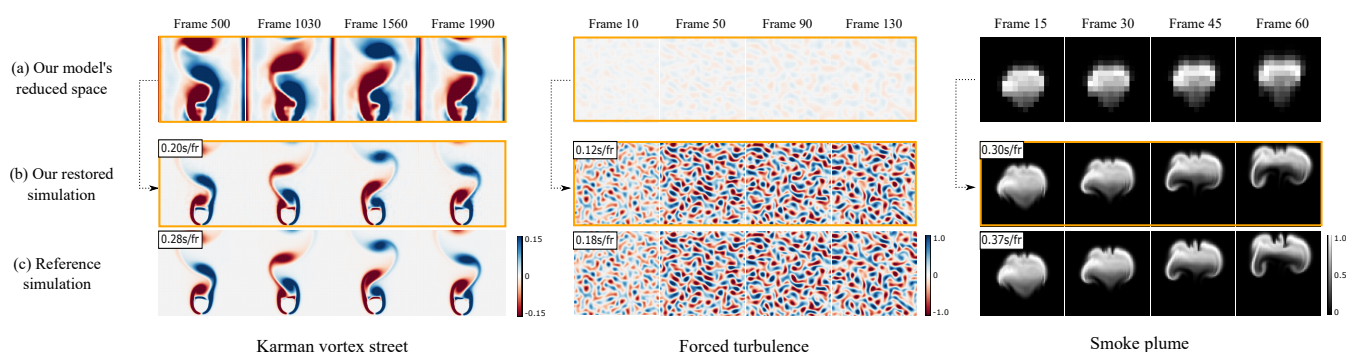 Frame 500 Frame 1030 Frame 1560 Frame 1990 Frame 10 Frame 50 Frame 90 Frame 130 Frame 15 Frame 30 Frame 45 Frame 60
(a) Our model's
reduced space
(b) Our restored
simulation
0.20s/fr 0.12s/fr 0.30s/fr
(c) Reference
simulation
0.28s/fr 0.18s/fr 0.37s/fr
0.15 1.0 1.0
0 0 0.5
-0.15 -1.0 0
Karman vortex street Forced turbulence Smoke plume